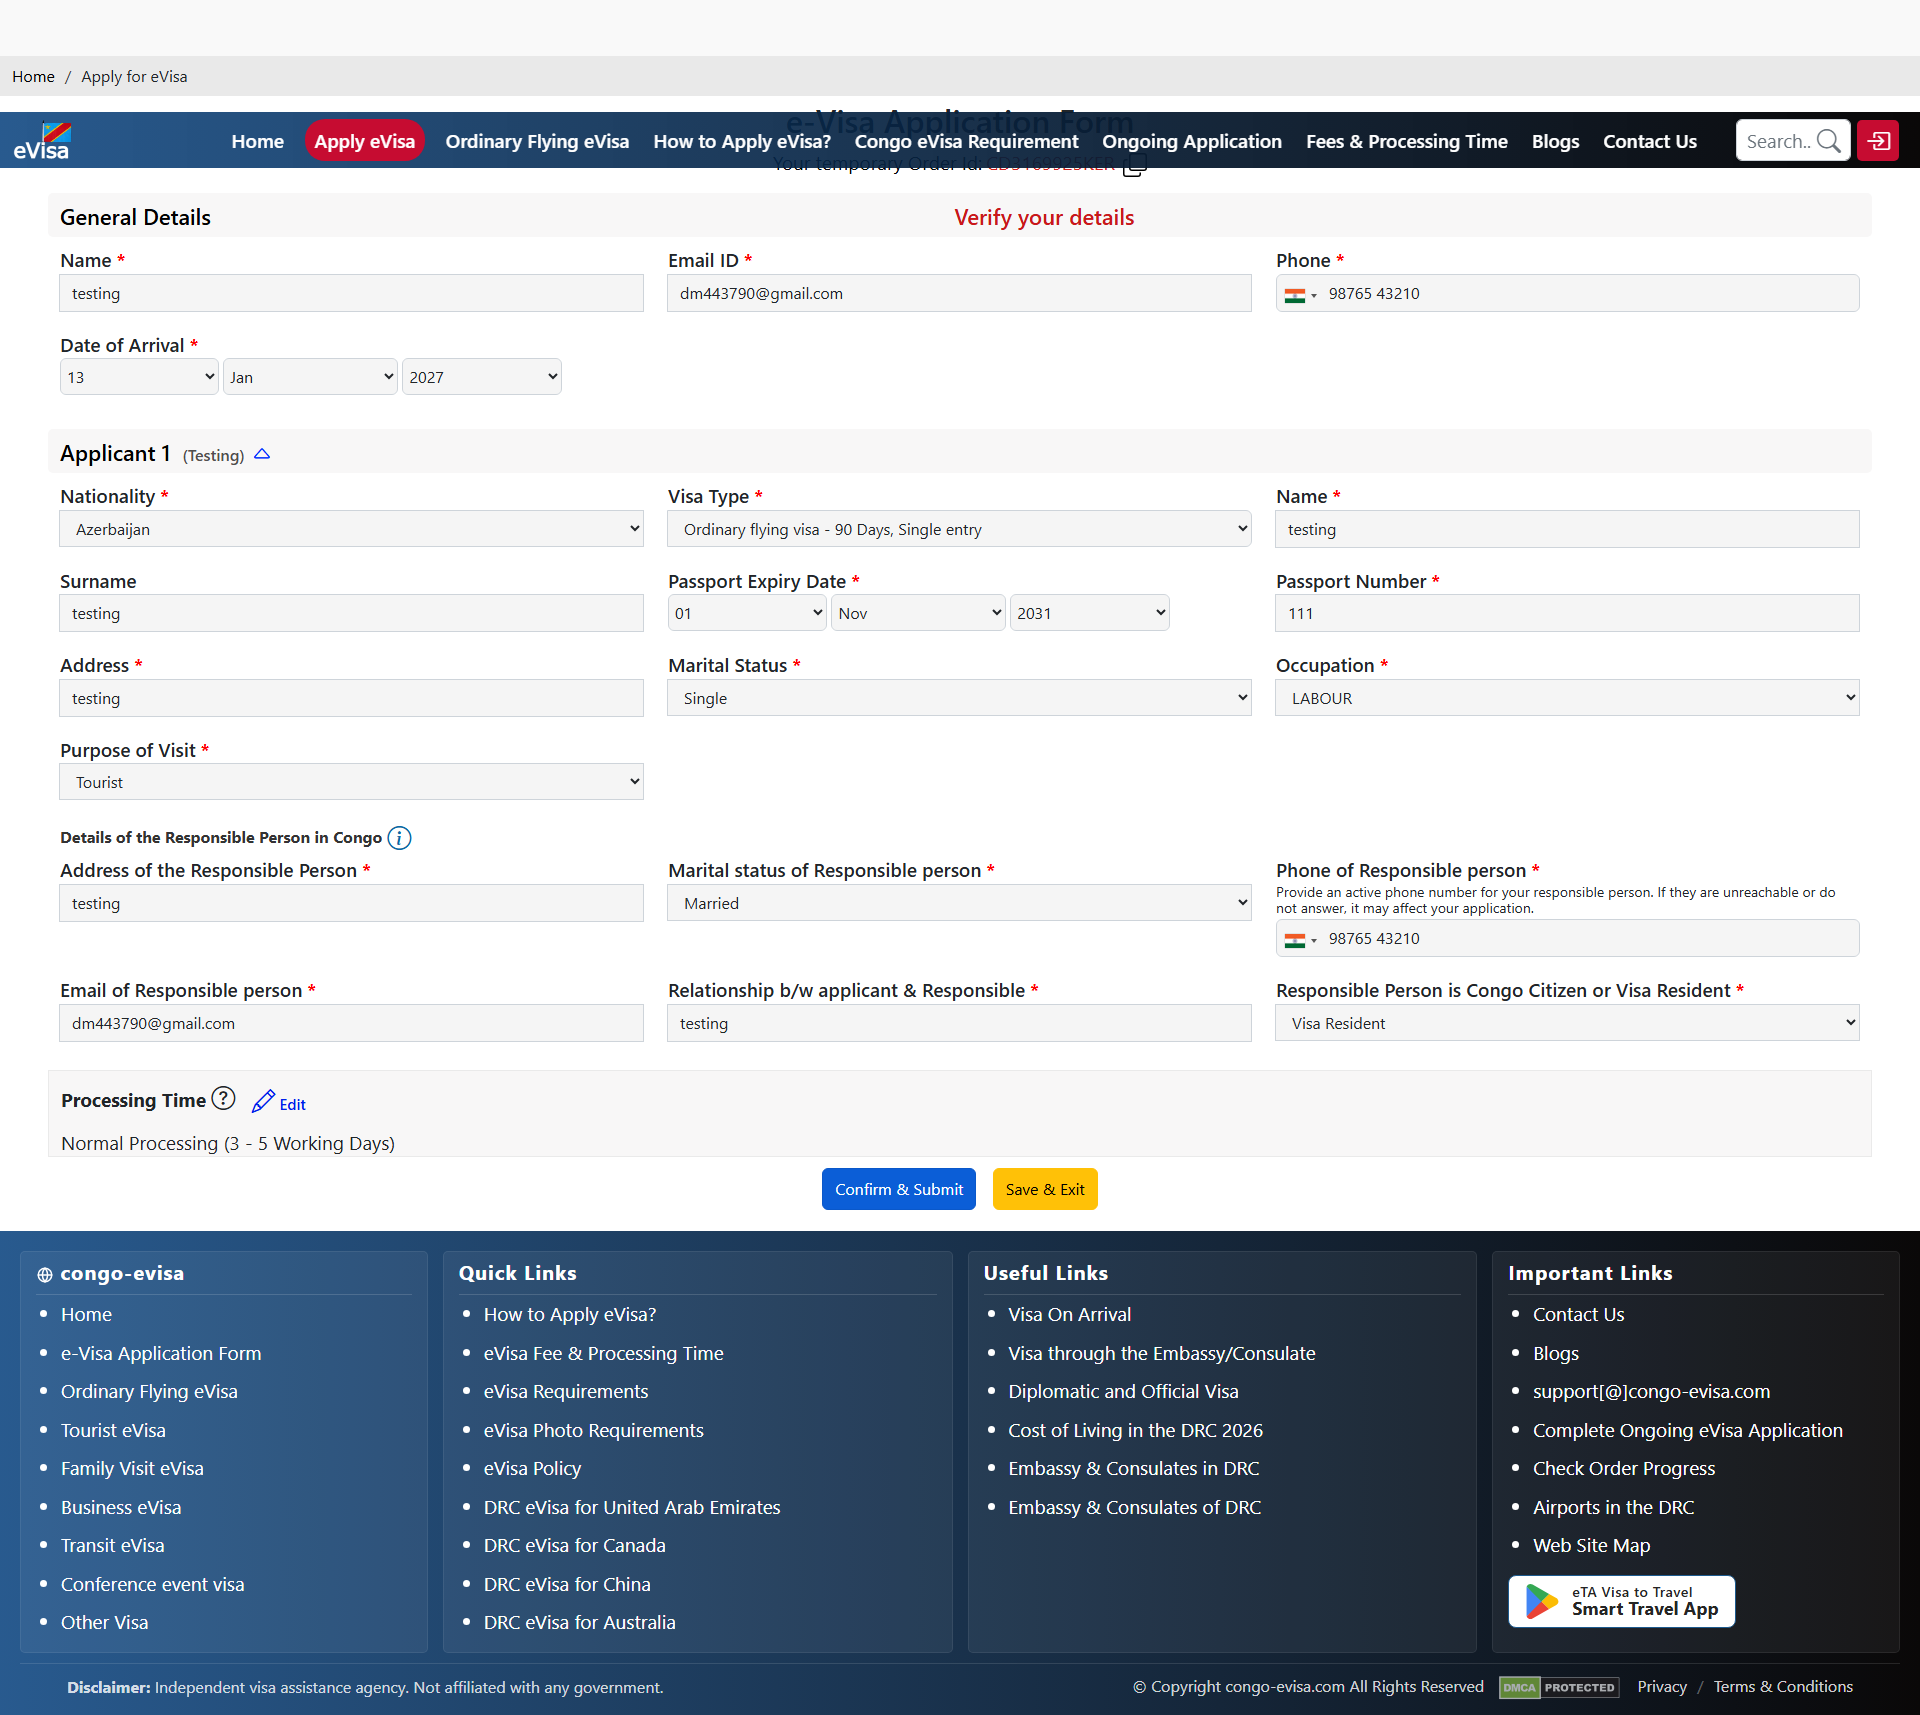 Home / Apply for eVisa
e-Visa Application Form
eVisa
Home Apply eVisa Ordinary Flying eVisa How to Apply eVisa? Congo eVisa Requirement Ongoing Application Fees & Processing Time Blogs Contact Us Search..
Your temporary Order Id: CD3169925KER
General Details Verify your details
Name * Email ID * Phone *
testing dm443790@gmail.com 98765 43210
Date of Arrival *
13 Jan 2027
Applicant 1 (Testing)
Nationality * Visa Type * Name *
Azerbaijan Ordinary flying visa - 90 Days, Single entry testing
Surname Passport Expiry Date * Passport Number *
testing 01 Nov 2031 111
Address * Marital Status * Occupation *
testing Single LABOUR
Purpose of Visit *
Tourist
Details of the Responsible Person in Congo i
Address of the Responsible Person * Marital status of Responsible person * Phone of Responsible person *
Provide an active phone number for your responsible person. If they are unreachable or do
not answer, it may affect your application.
testing Married 98765 43210
Email of Responsible person * Relationship b/w applicant & Responsible * Responsible Person is Congo Citizen or Visa Resident *
dm443790@gmail.com testing Visa Resident
Processing Time ? Edit
Normal Processing (3 - 5 Working Days)
Confirm & Submit Save & Exit
congo-evisa
Home
e-Visa Application Form
Ordinary Flying eVisa
Tourist eVisa
Family Visit eVisa
Business eVisa
Transit eVisa
Conference event visa
Other Visa
Quick Links
How to Apply eVisa?
eVisa Fee & Processing Time
eVisa Requirements
eVisa Photo Requirements
eVisa Policy
DRC eVisa for United Arab Emirates
DRC eVisa for Canada
DRC eVisa for China
DRC eVisa for Australia
Useful Links
Visa On Arrival
Visa through the Embassy/Consulate
Diplomatic and Official Visa
Cost of Living in the DRC 2026
Embassy & Consulates in DRC
Embassy & Consulates of DRC
Important Links
Contact Us
Blogs
support[@]congo-evisa.com
Complete Ongoing eVisa Application
Check Order Progress
Airports in the DRC
Web Site Map
eTA Visa to Travel
Smart Travel App
Disclaimer: Independent visa assistance agency. Not affiliated with any government.
© Copyright congo-evisa.com All Rights Reserved DMCA PROTECTED Privacy / Terms & Conditions